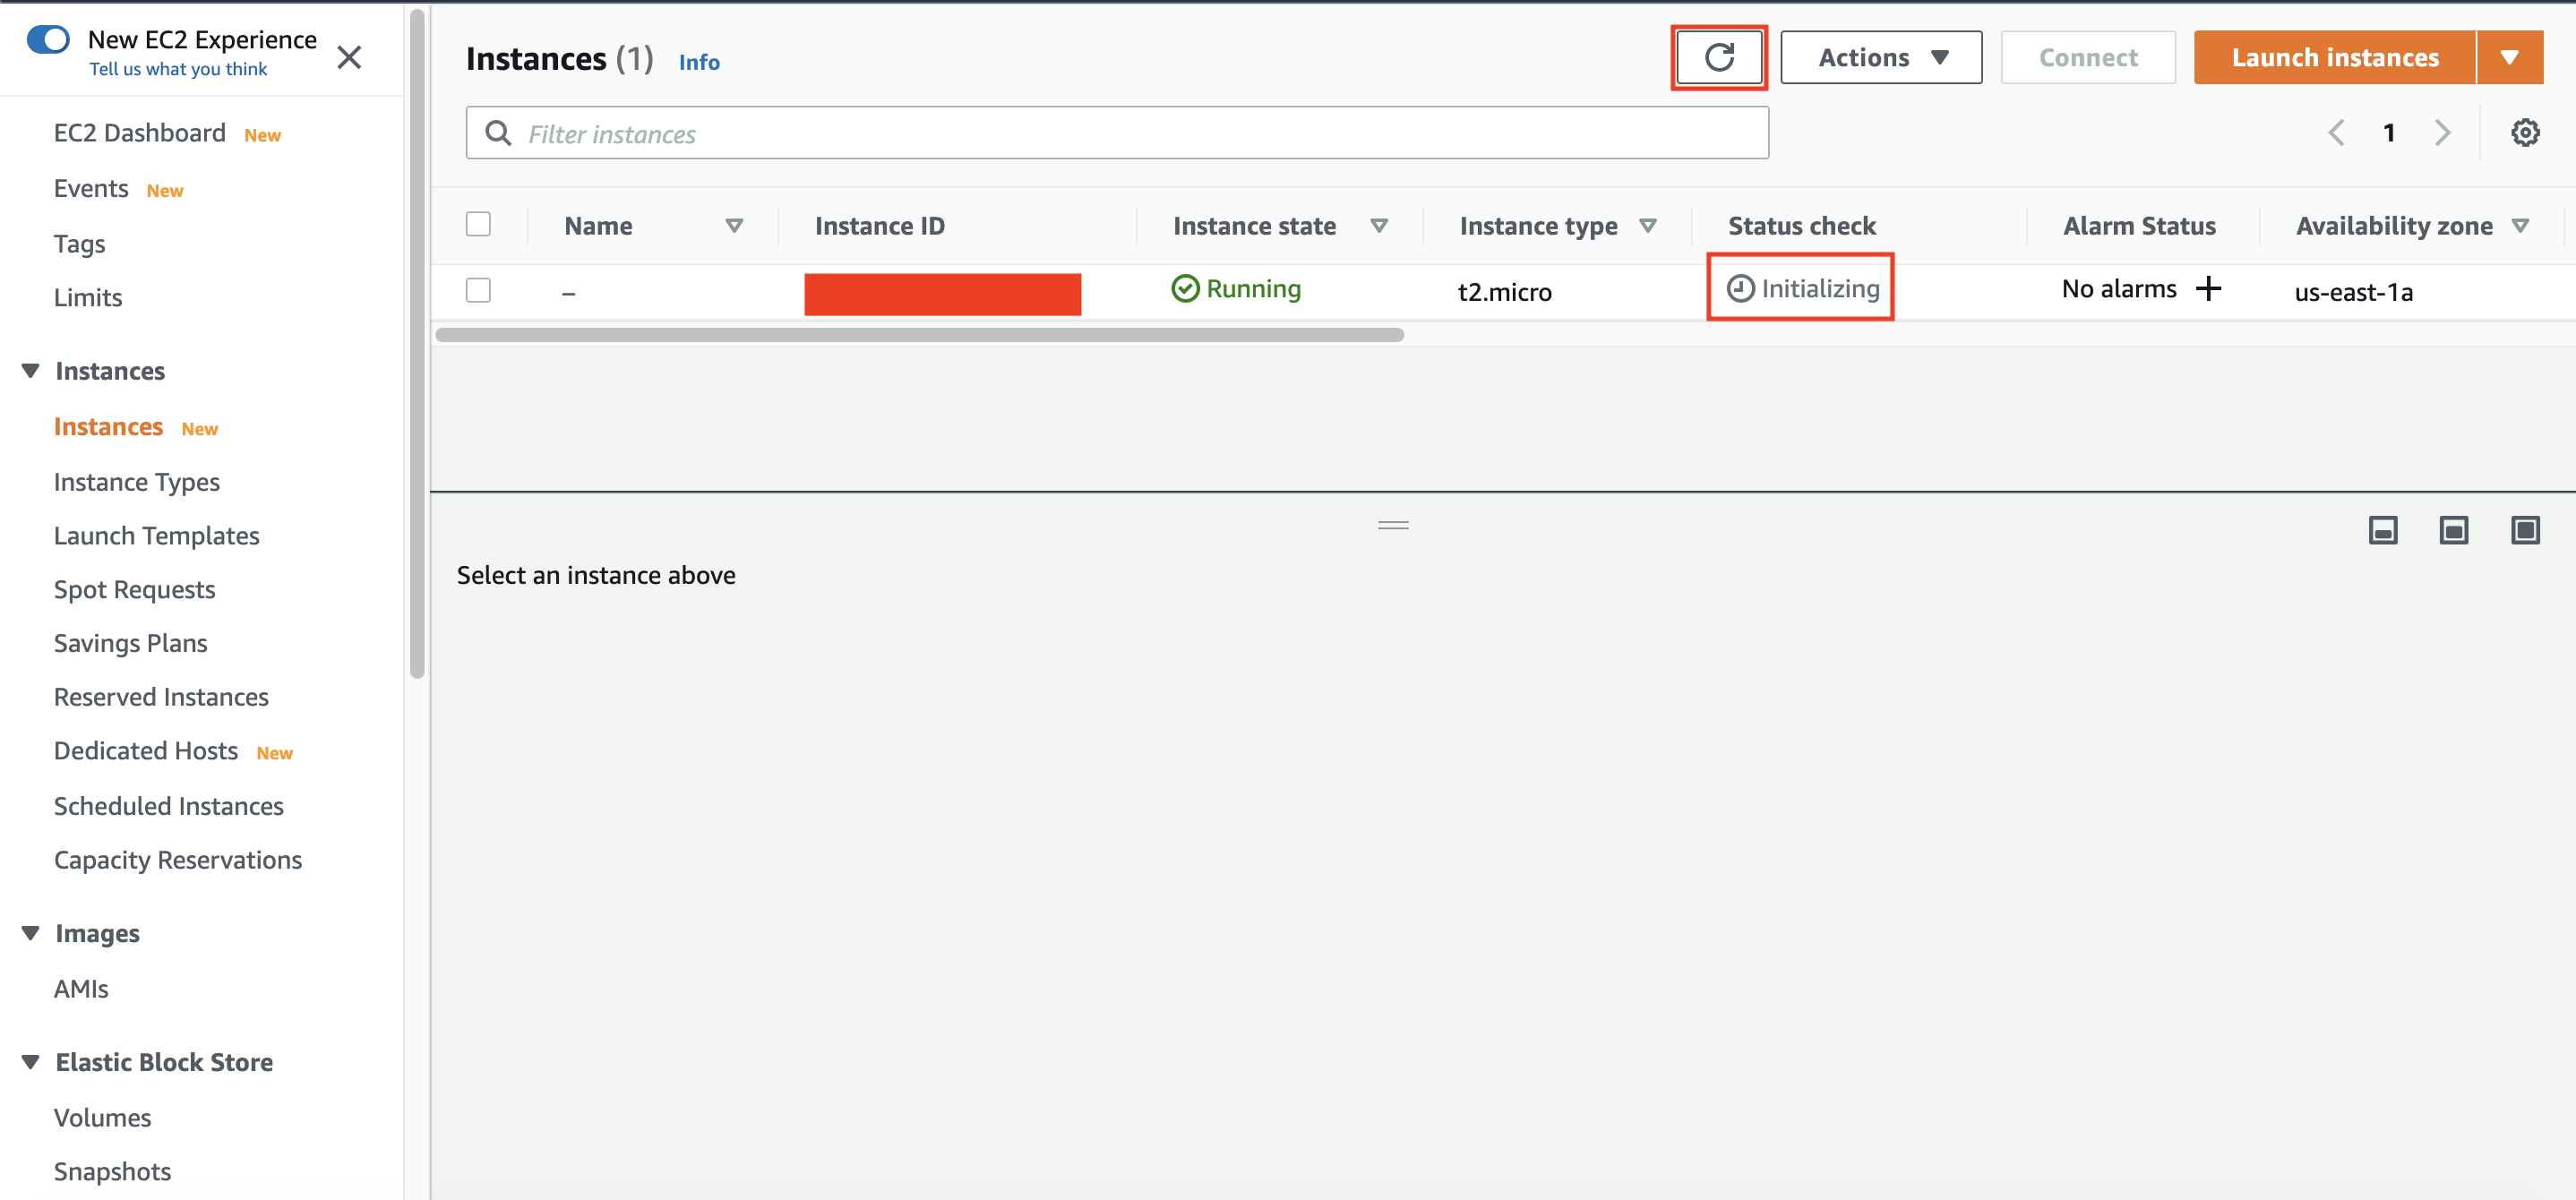 New EC2 Experience
Tell us what you think
EC2 Dashboard New
Events New
Tags
Limits
Instances
Instances New
Instance Types
Launch Templates
Spot Requests
Savings Plans
Reserved Instances
Dedicated Hosts New
Scheduled Instances
Capacity Reservations
Images
AMIs
Elastic Block Store
Volumes
Snapshots
Instances (1) Info
Actions
Connect
Launch instances
Filter instances
1
Name Instance ID Instance state Instance type Status check Alarm Status Availability zone
– Running t2.micro Initializing No alarms + us-east-1a
Select an instance above